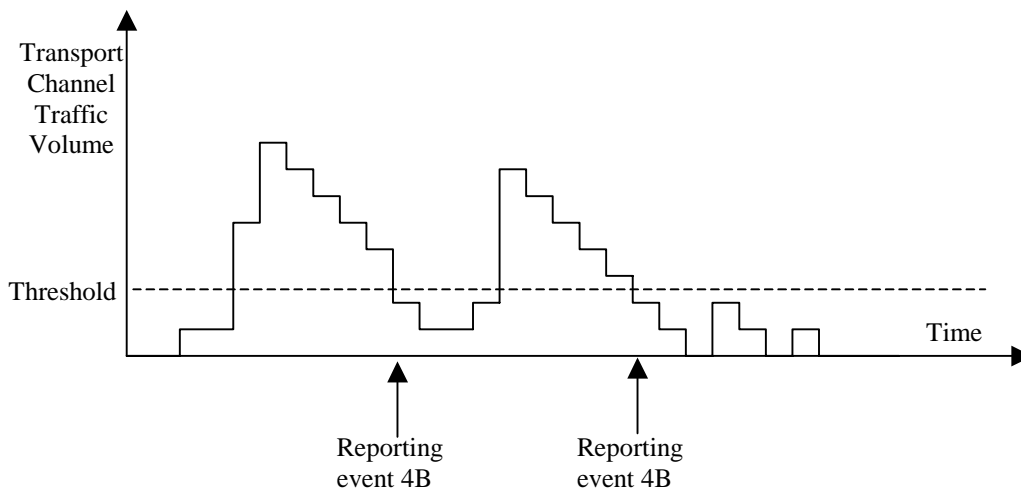 Transport
Channel
Traffic
Volume
Threshold
Time
Reporting
event 4B
Reporting
event 4B